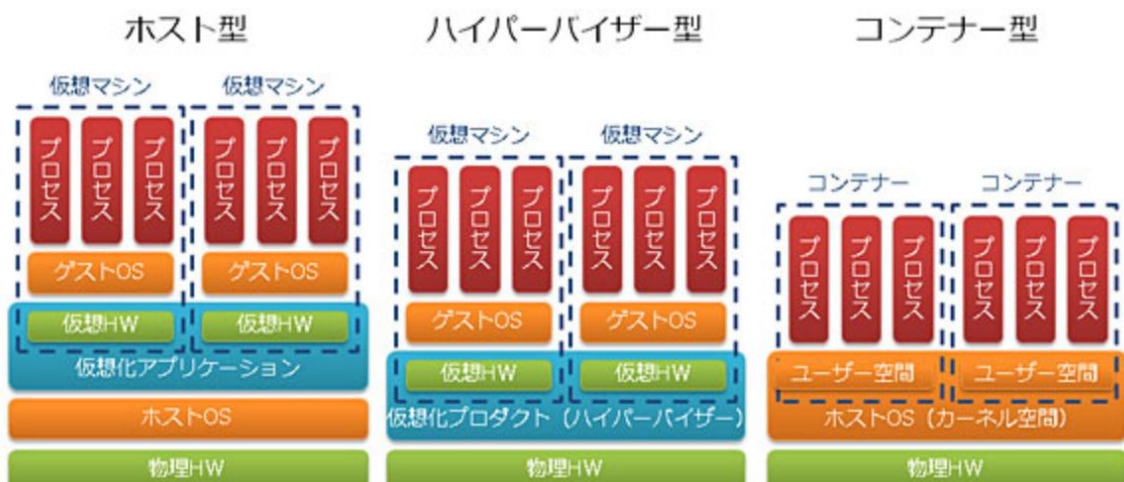 ホスト型
ハイパーバイザー型
コンテナー型
仮想マシン
仮想マシン
プロセス
プロセス
プロセス
プロセス
プロセス
プロセス
ゲストOS
ゲストOS
仮想HW
仮想HW
仮想化アプリケーション
ホストOS
物理HW
仮想マシン
仮想マシン
プロセス
プロセス
プロセス
プロセス
プロセス
プロセス
ゲストOS
ゲストOS
仮想HW
仮想HW
仮想化プロダクト(ハイパーバイザー)
物理HW
コンテナー
コンテナー
プロセス
プロセス
プロセス
プロセス
プロセス
プロセス
ユーザー空間
ユーザー空間
ホストOS(カーネル空間)
物理HW